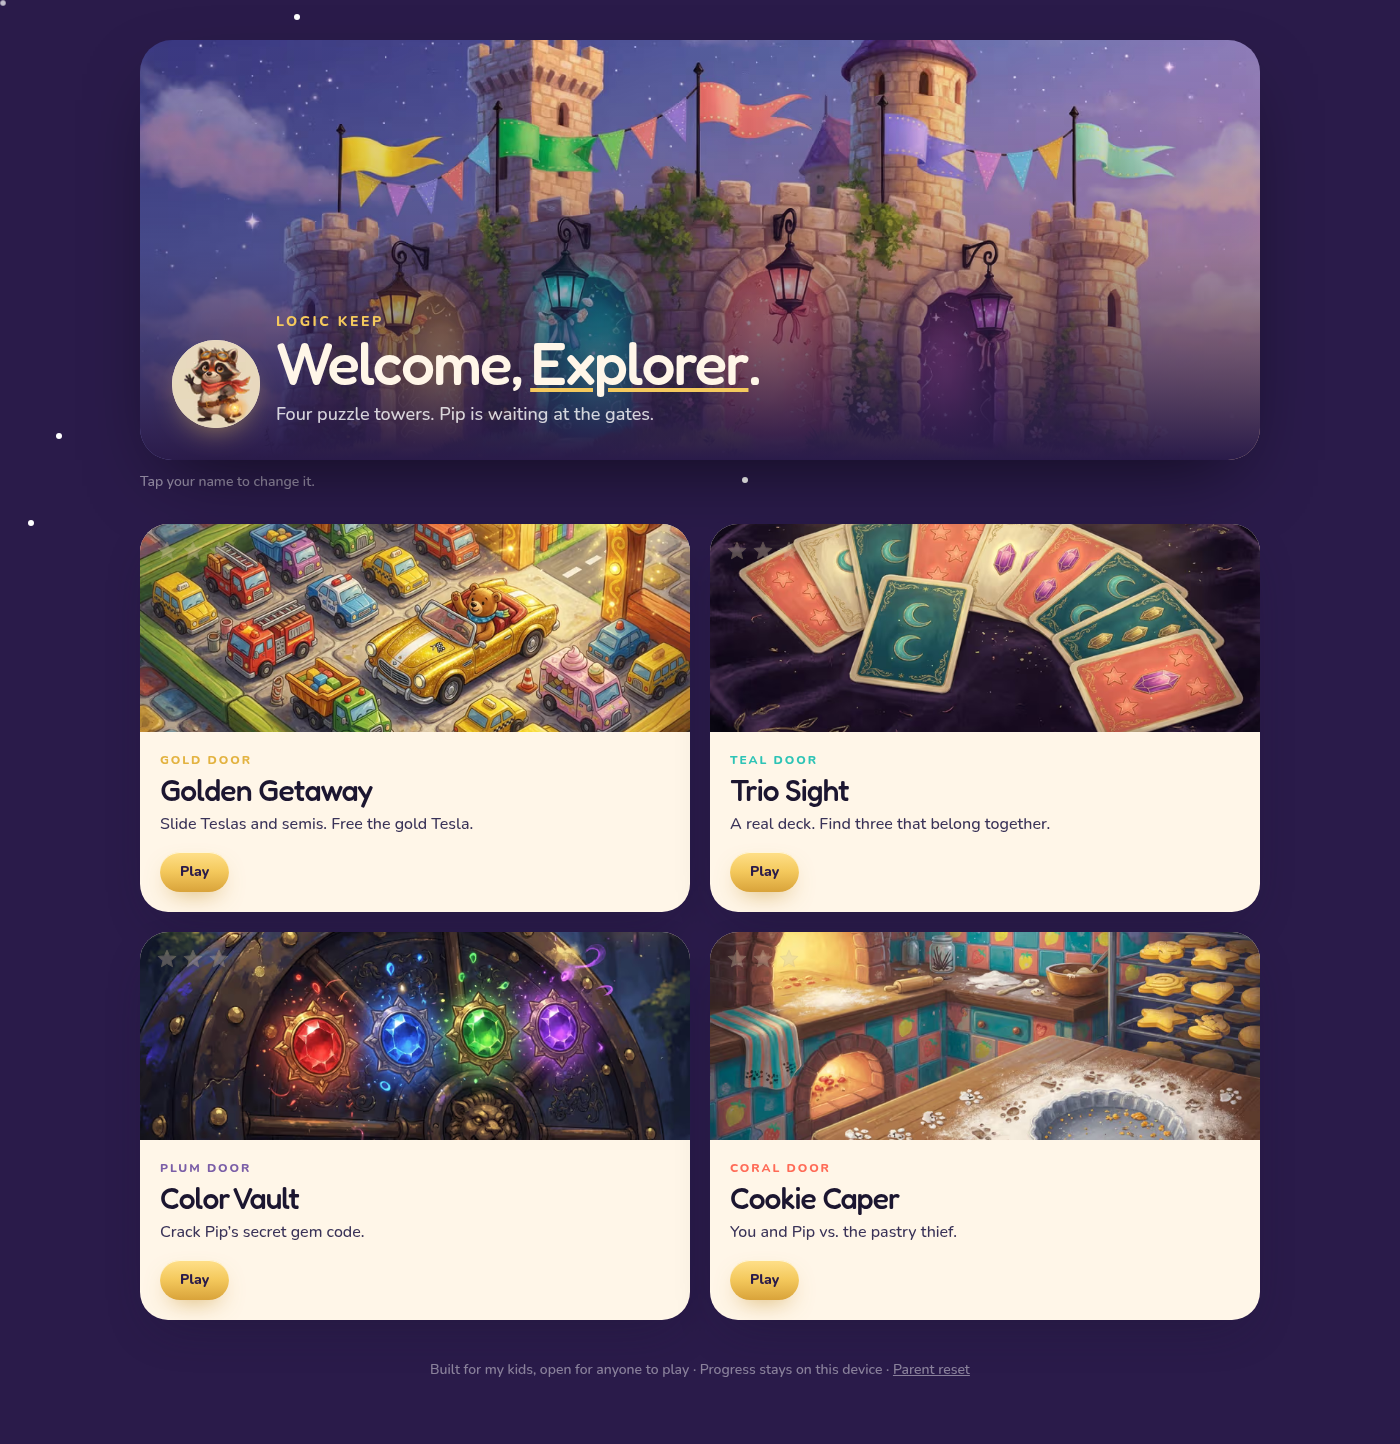 LOGIC KEEP
Welcome, Explorer.
Four puzzle towers. Pip is waiting at the gates.
Tap your name to change it.
GOLD DOOR
Golden Getaway
Slide Teslas and semis. Free the gold Tesla.
Play
TEAL DOOR
Trio Sight
A real deck. Find three that belong together.
Play
PLUM DOOR
Color Vault
Crack Pip's secret gem code.
Play
CORAL DOOR
Cookie Caper
You and Pip vs. the pastry thief.
Play
Built for my kids, open for anyone to play · Progress stays on this device · Parent reset